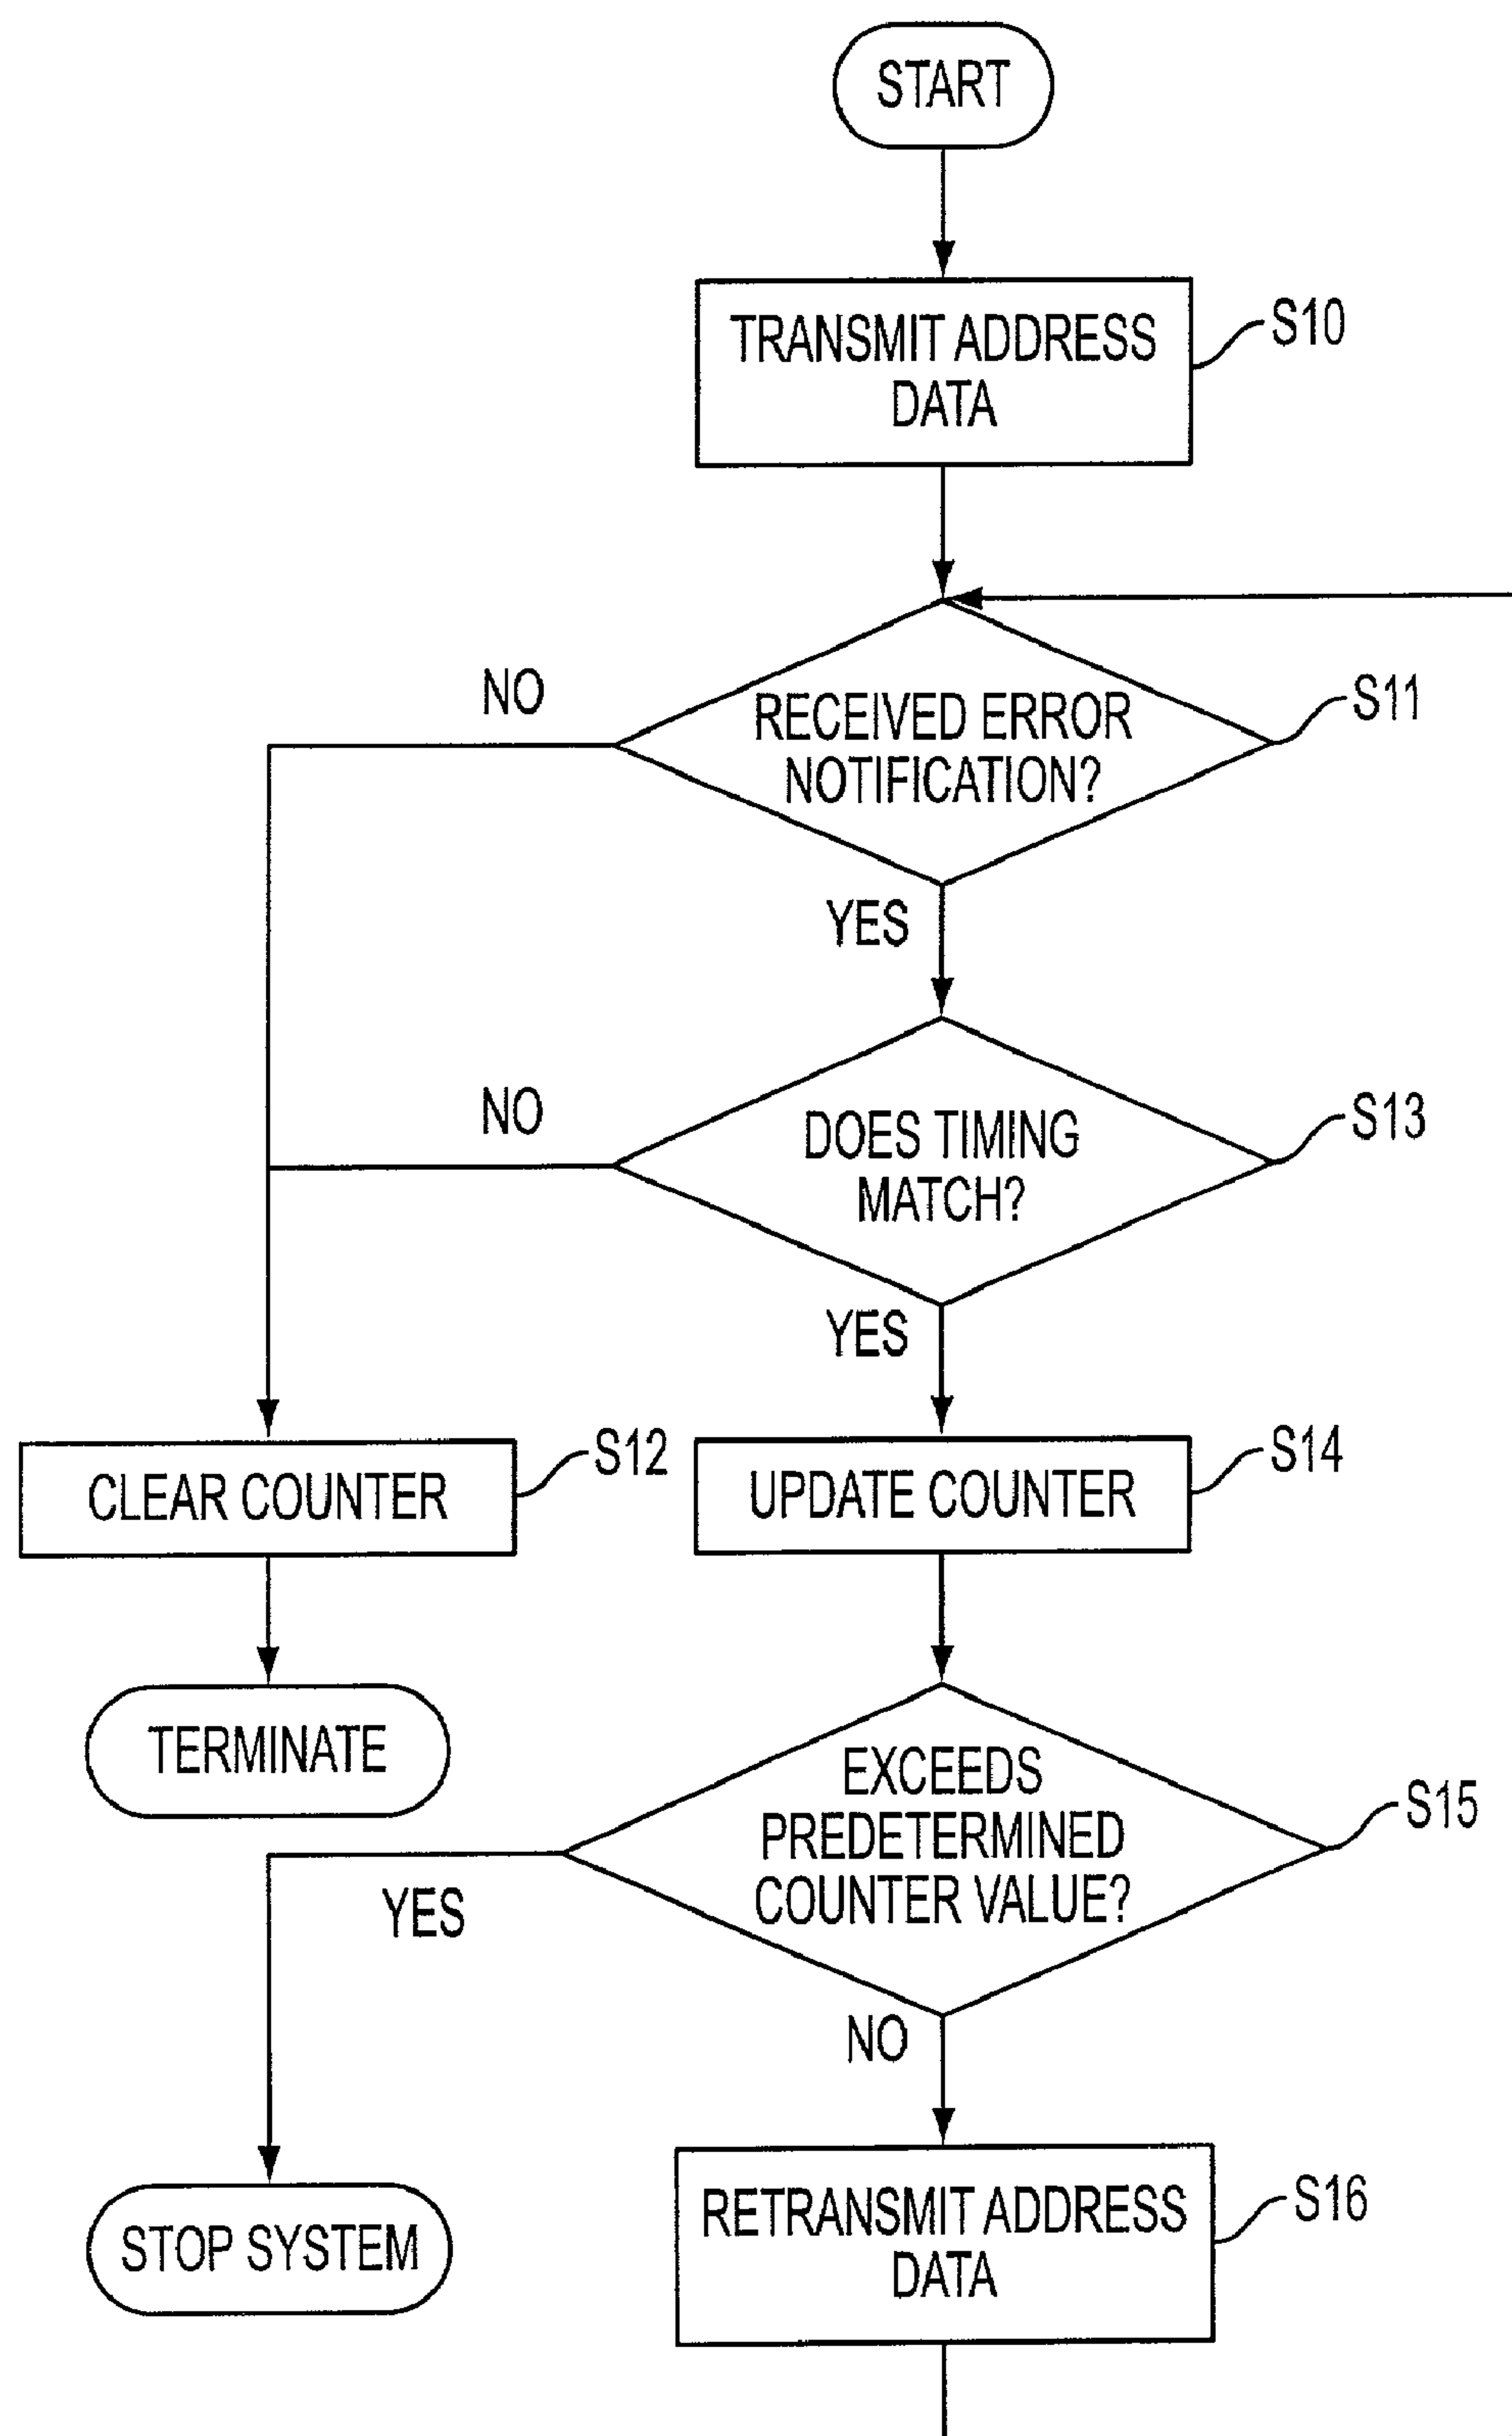 START
TRANSMIT ADDRESS
DATA
S10
NO
RECEIVED ERROR
NOTIFICATION?
S11
YES
NO
DOES TIMING
MATCH?
S13
YES
CLEAR COUNTER
S12
UPDATE COUNTER
S14
TERMINATE
EXCEEDS
PREDETERMINED
COUNTER VALUE?
S15
YES
NO
STOP SYSTEM
RETRANSMIT ADDRESS
DATA
S16